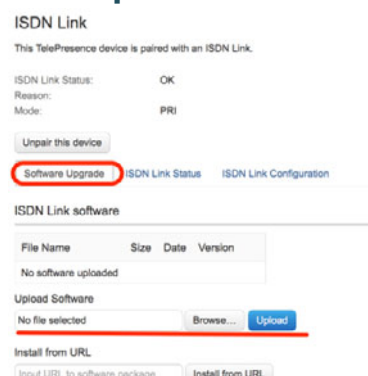 ISDN Link
This TelePresence device is paired with an ISDN Link.
ISDN Link Status: OK
Reason:
Mode: PRI
Unpair this device
Software Upgrade ISDN Link Status ISDN Link Configuration
ISDN Link software
File Name Size Date Version
No software uploaded
Upload Software
No file selected Browse... Upload
Install from URL
Input URL to software package Install from URL